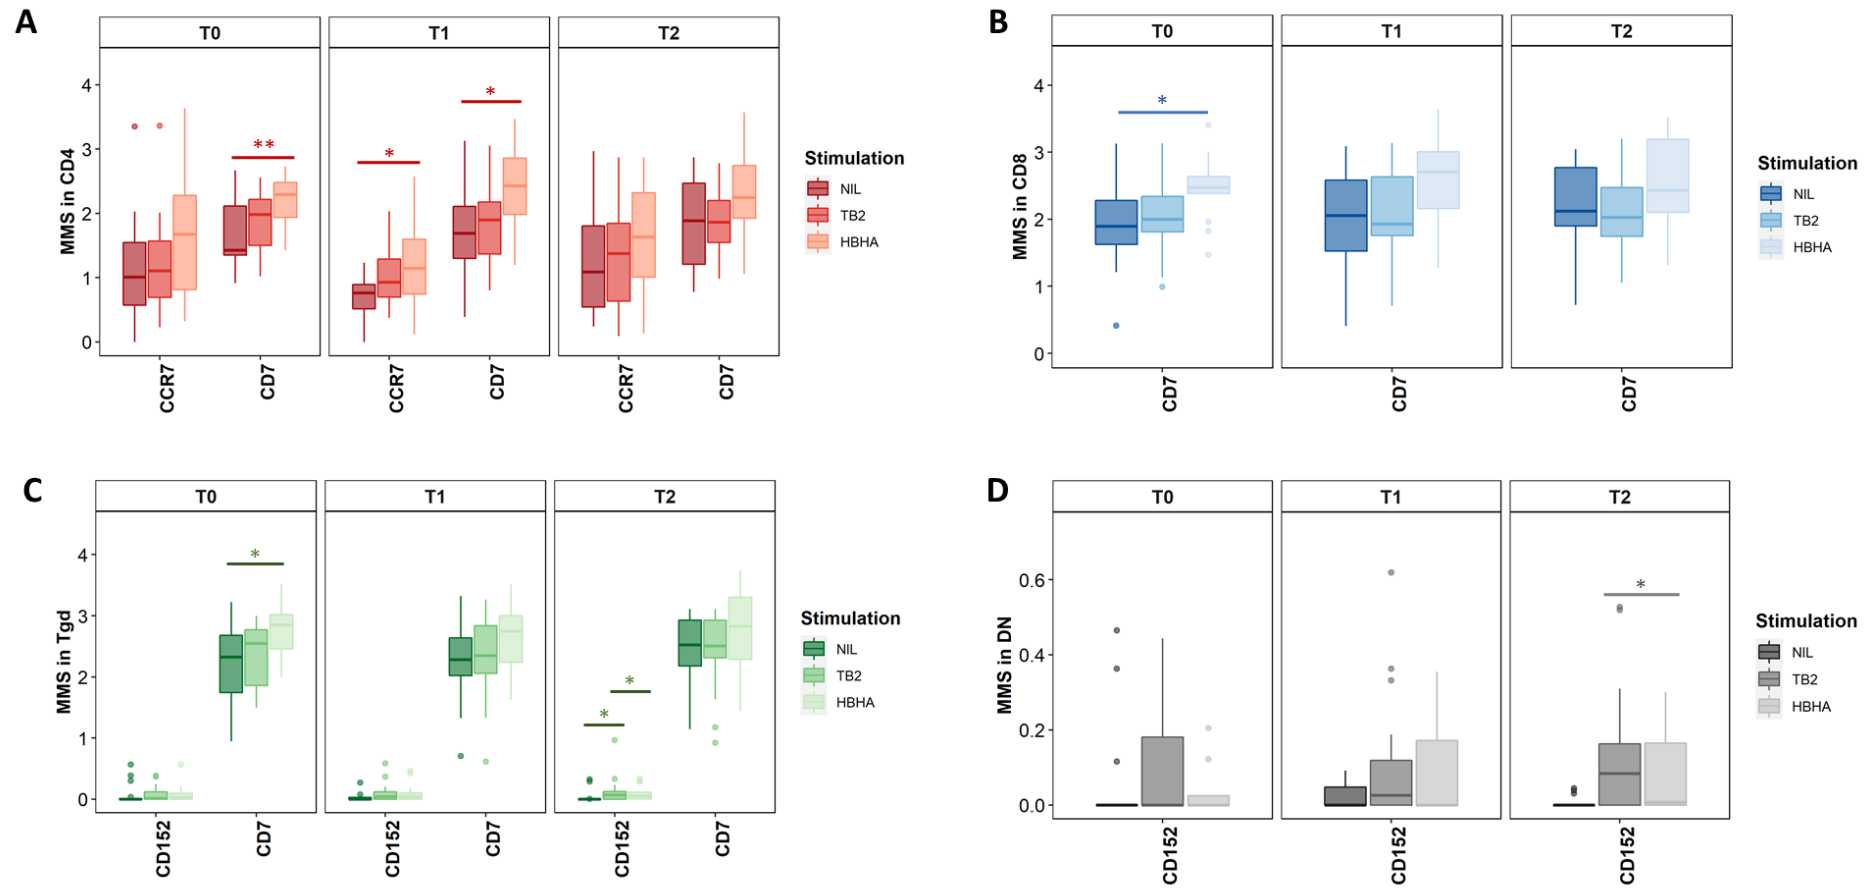 A
T0
T1
T2
MMS in CD4
4
3
2
1
0
**
*
*
CCR7
CD7
CCR7
CD7
CCR7
CD7
Stimulation
NIL
TB2
HBHA
B
T0
T1
T2
MMS in CD8
4
3
2
1
0
*
CD7
CD7
CD7
Stimulation
NIL
TB2
HBHA
C
T0
T1
T2
MMS in Tgd
4
3
2
1
0
*
*
*
CD152
CD7
CD152
CD7
CD152
CD7
Stimulation
NIL
TB2
HBHA
D
T0
T1
T2
MMS in DN
0.6
0.4
0.2
0.0
*
CD152
CD152
CD152
Stimulation
NIL
TB2
HBHA